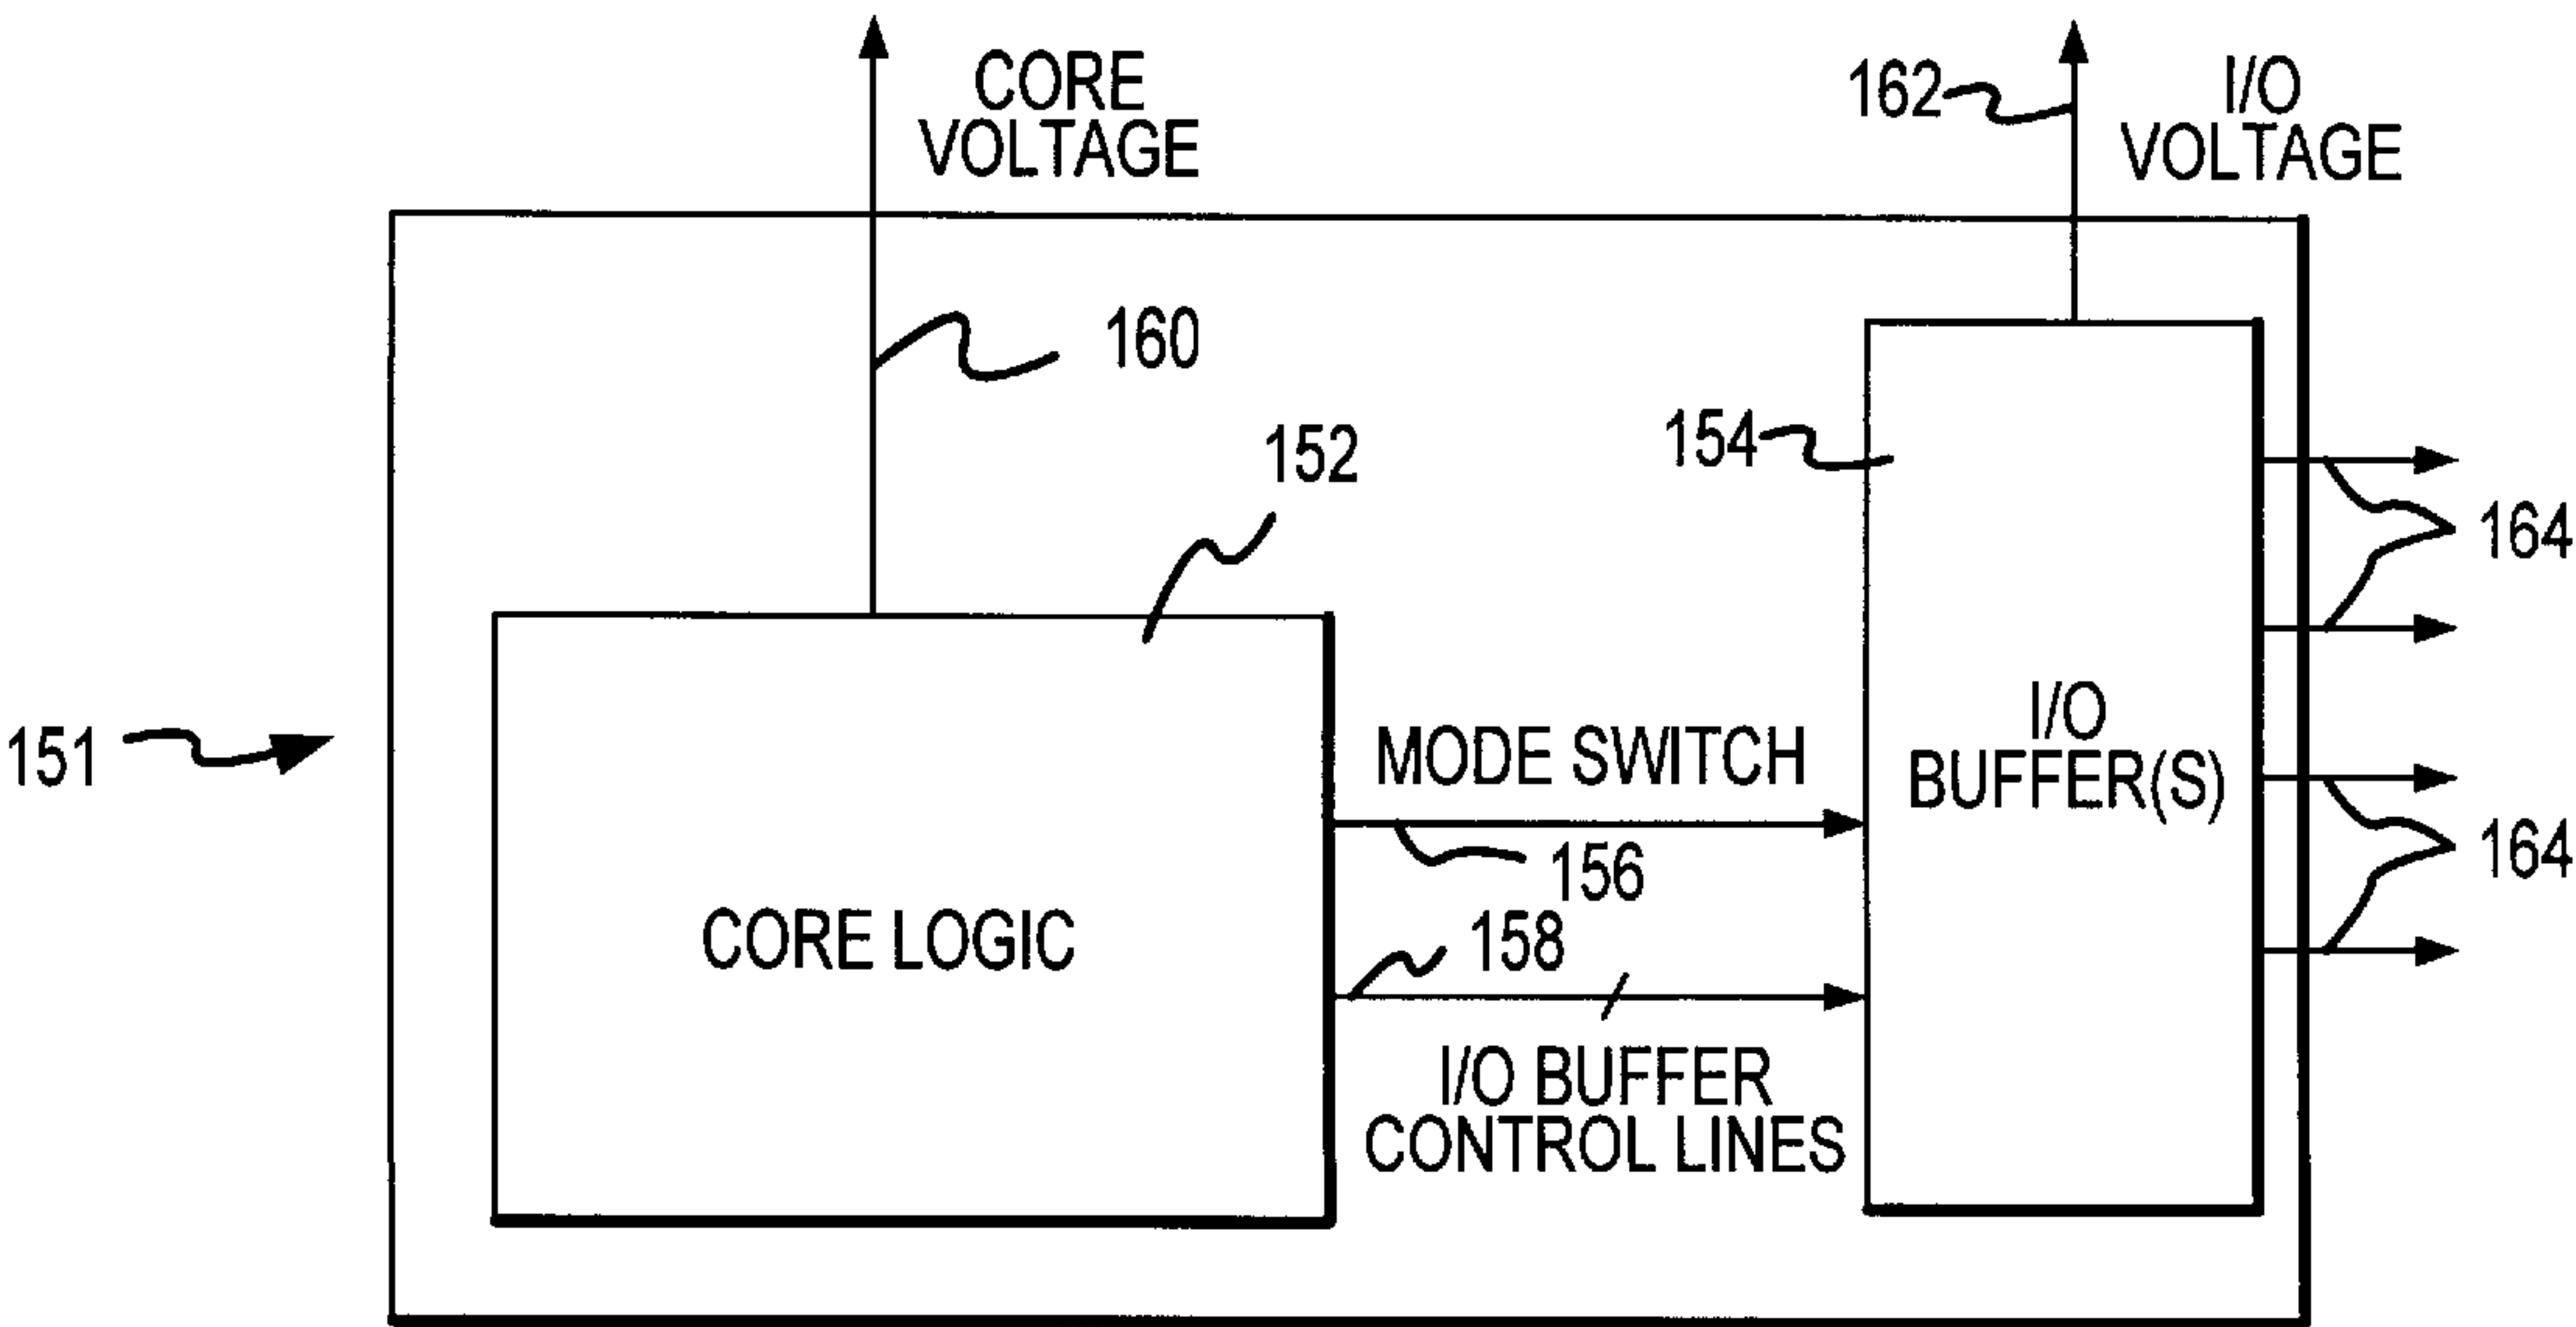 CORE
VOLTAGE
162
I/O
VOLTAGE
160
152
154
164
151
MODE SWITCH
I/O
BUFFER(S)
156
164
CORE LOGIC
158
I/O BUFFER
CONTROL LINES